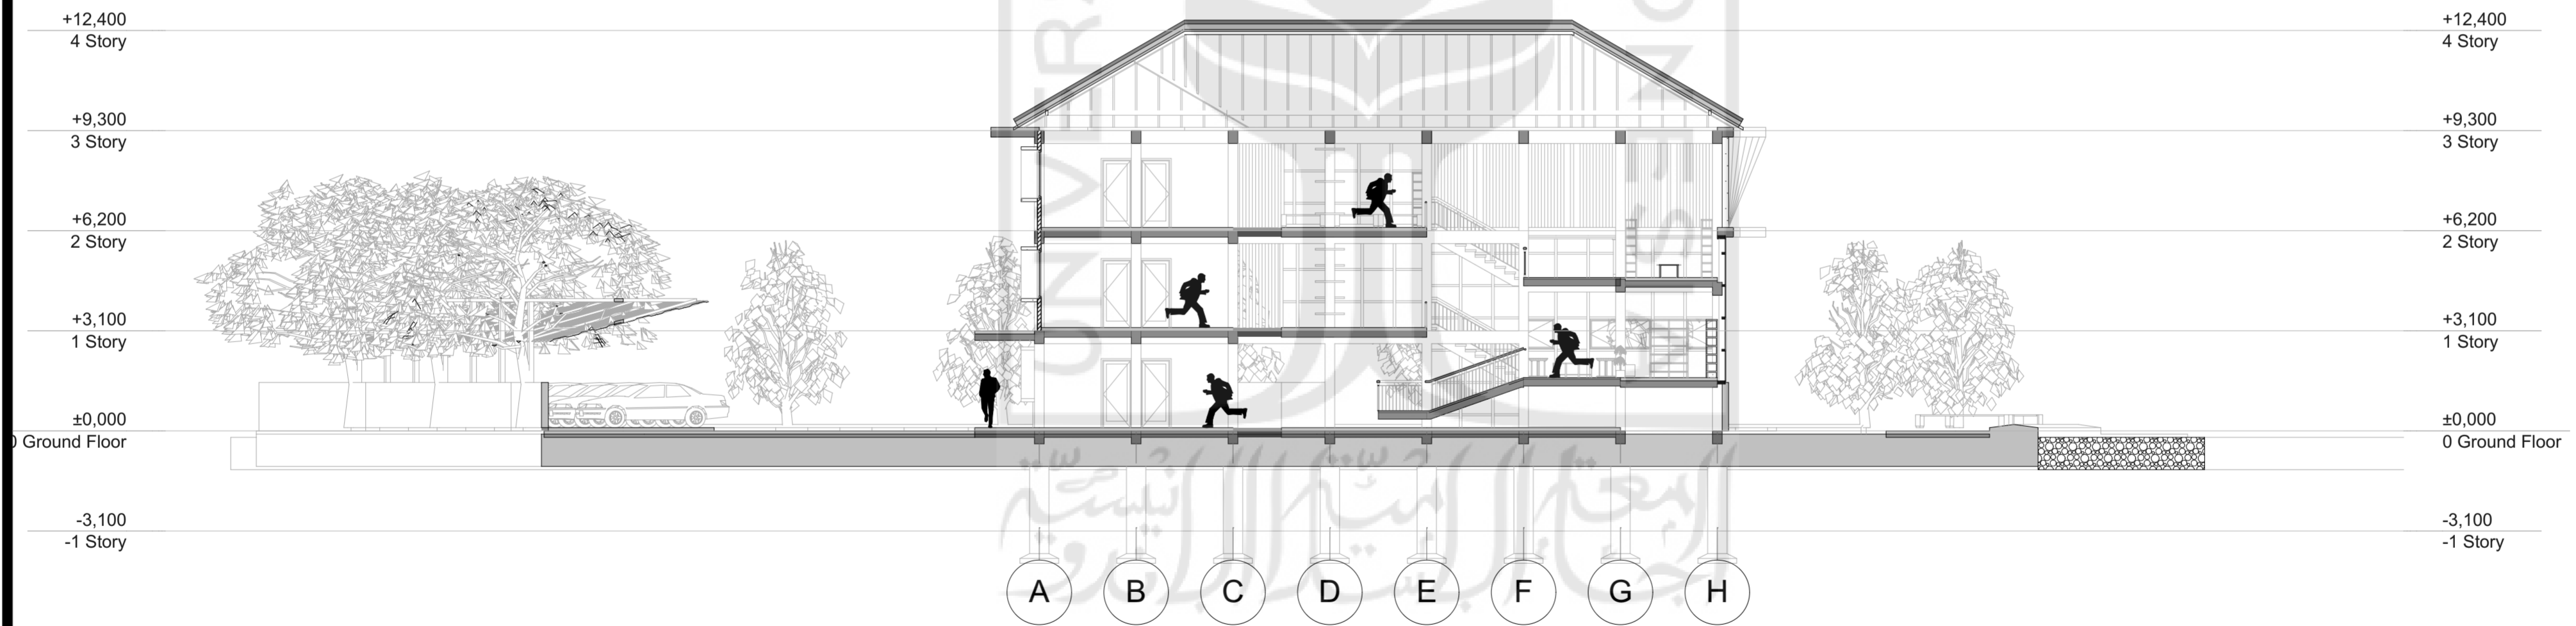 +12,400
4 Story
+12,400
4 Story
+9,300
3 Story
+9,300
3 Story
+6,200
2 Story
+6,200
2 Story
+3,100
1 Story
+3,100
1 Story
±0,000
0 Ground Floor
±0,000
0 Ground Floor
-3,100
-1 Story
-3,100
-1 Story
A B C D E F G H